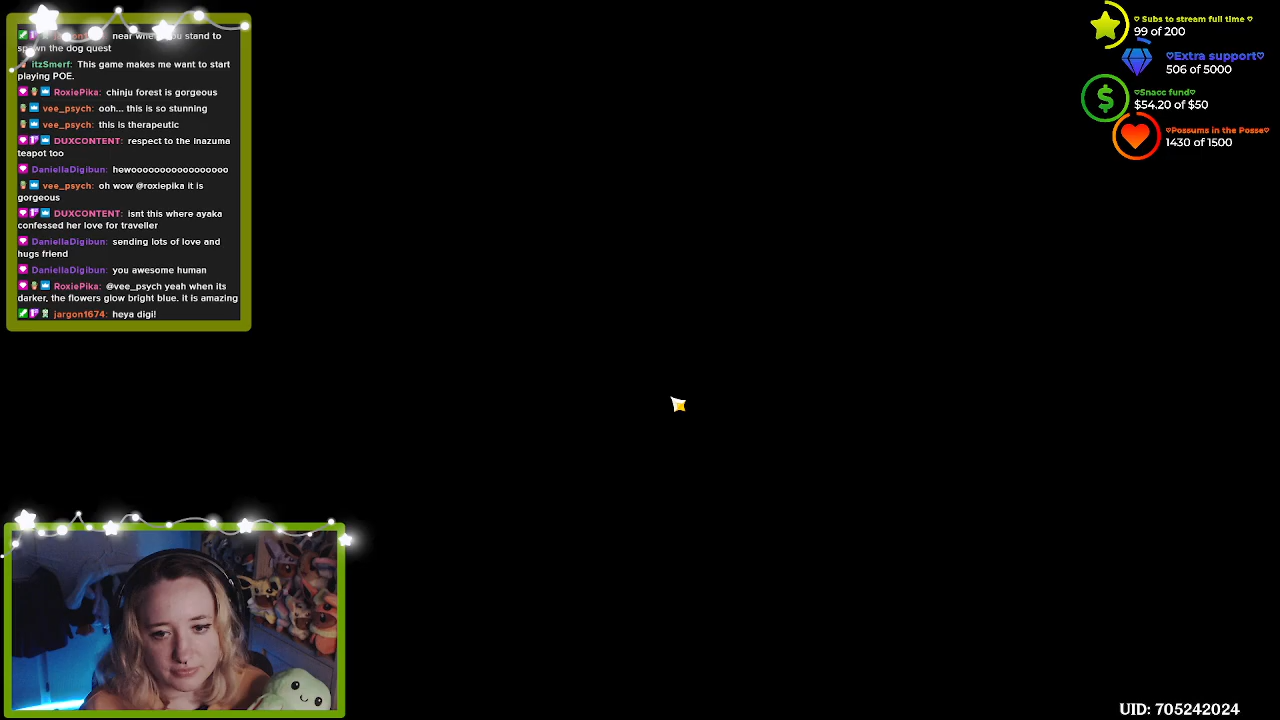 near whe you stand to
spawn the dog quest
itzSmerf: This game makes me want to start
playing POE.
RoxiePika: chinju forest is gorgeous
vee_psych: ooh... this is so stunning
vee_psych: this is therapeutic
DUXCONTENT: respect to the inazuma
teapot too
DaniellaDigibun: hewooooooooooooooooo
vee_psych: oh wow @roxiepika it is
gorgeous
DUXCONTENT: isnt this where ayaka
confessed her love for traveller
DaniellaDigibun: sending lots of love and
hugs friend
DaniellaDigibun: you awesome human
RoxiePika: @vee_psych yeah when its
darker, the flowers glow bright blue. it is amazing
jargon1674: heya digi!
♡ Subs to stream full time ♡
99 of 200
♡Extra support♡
506 of 5000
♡Snacc fund♡
$54.20 of $50
♡Possums in the Posse♡
1430 of 1500
UID: 705242024